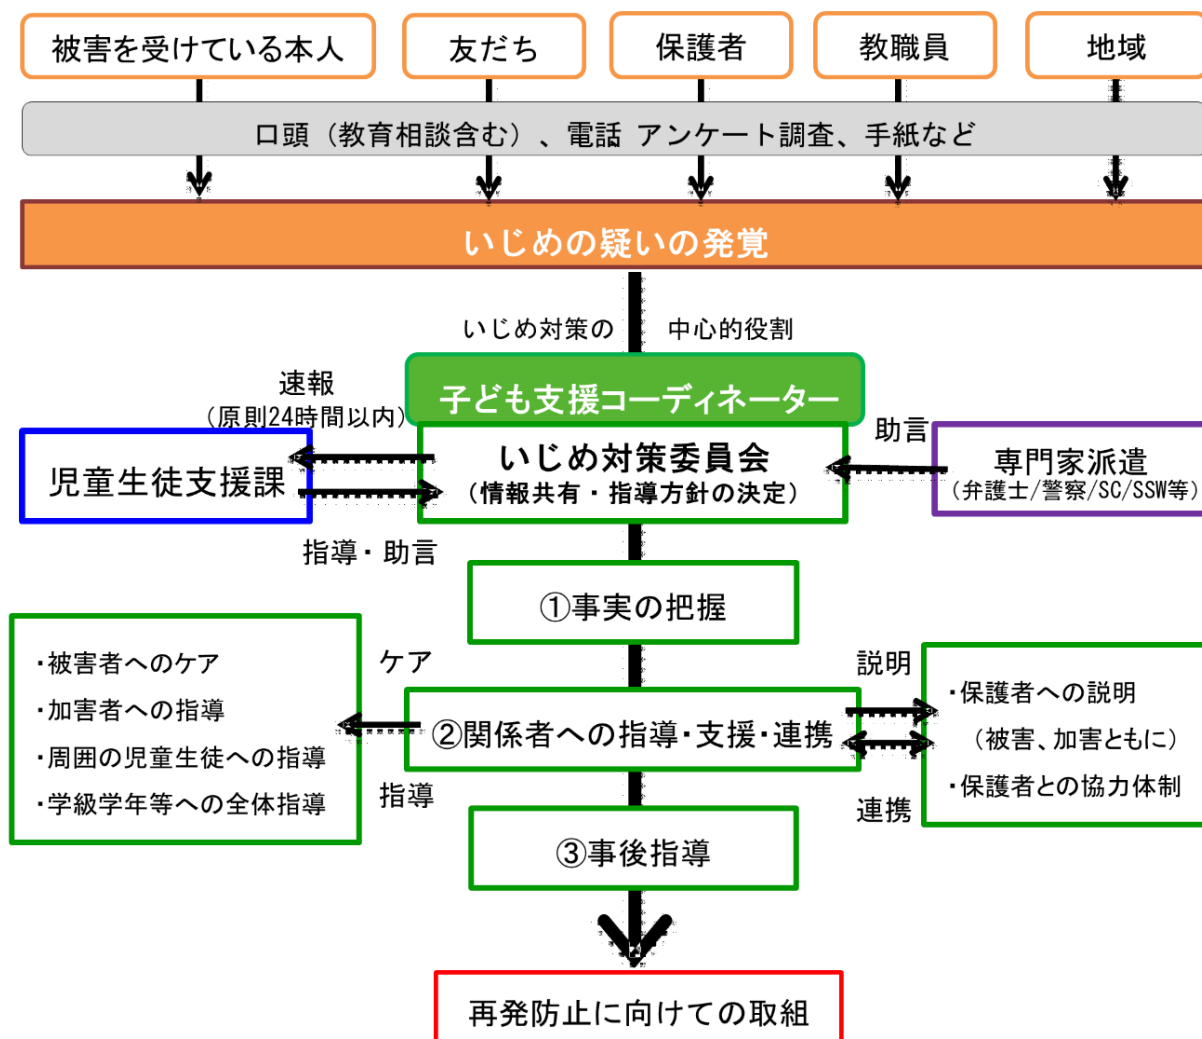 被害を受けている本人
友だち
保護者
教職員
地域
口頭（教育相談含む）、電話 アンケート調査、手紙など
いじめの疑いの発覚
いじめ対策の 中心的役割
速報
（原則24時間以内）
子ども支援コーディネーター
児童生徒支援課
いじめ対策委員会
（情報共有・指導方針の決定）
助言
専門家派遣
（弁護士/警察/SC/SSW等）
指導・助言
①事実の把握
・被害者へのケア
・加害者への指導
・周囲の児童生徒への指導
・学級学年等への全体指導
ケア
指導
②関係者への指導・支援・連携
説明
連携
・保護者への説明
（被害、加害ともに）
・保護者との協力体制
③事後指導
再発防止に向けての取組